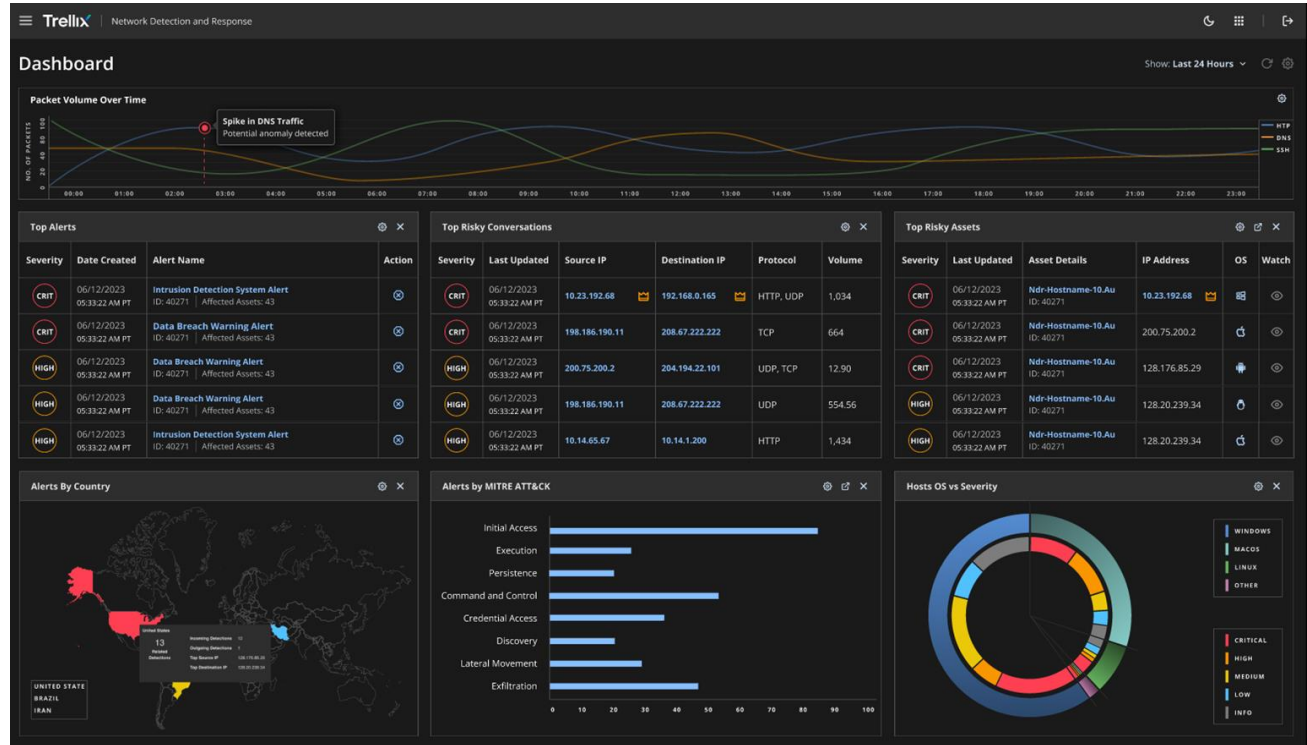 Trellix | Network Detection and Response
Dashboard
Show: Last 24 Hours
Packet Volume Over Time
NO. OF PACKETS
0 20 40 80 100
Spike in DNS Traffic
Potential anomaly detected
HTP
DNS
SSH
00:00 01:00 02:00 03:00 04:00 05:00 06:00 07:00 08:00 09:00 10:00 11:00 12:00 13:00 14:00 15:00 16:00 17:00 18:00 19:00 20:00 21:00 22:00 23:00
Top Alerts
Severity Date Created Alert Name Action
CRIT 06/12/2023 05:33:22 AM PT Intrusion Detection System Alert ID: 40271 | Affected Assets: 43
CRIT 06/12/2023 05:33:22 AM PT Data Breach Warning Alert ID: 40271 | Affected Assets: 43
HIGH 06/12/2023 05:33:22 AM PT Data Breach Warning Alert ID: 40271 | Affected Assets: 43
HIGH 06/12/2023 05:33:22 AM PT Data Breach Warning Alert ID: 40271 | Affected Assets: 43
HIGH 06/12/2023 05:33:22 AM PT Intrusion Detection System Alert ID: 40271 | Affected Assets: 43
Top Risky Conversations
Severity Last Updated Source IP Destination IP Protocol Volume
CRIT 06/12/2023 05:33:22 AM PT 10.23.192.68 192.168.0.165 HTTP, UDP 1,034
CRIT 06/12/2023 05:33:22 AM PT 198.186.190.11 208.67.222.222 TCP 664
HIGH 06/12/2023 05:33:22 AM PT 200.75.200.2 204.194.22.101 UDP, TCP 12.90
HIGH 06/12/2023 05:33:22 AM PT 198.186.190.11 208.67.222.222 UDP 554.56
HIGH 06/12/2023 05:33:22 AM PT 10.14.65.67 10.14.1.200 HTTP 1,434
Top Risky Assets
Severity Last Updated Asset Details IP Address OS Watch
CRIT 06/12/2023 05:33:22 AM PT Ndr-Hostname-10.Au ID: 40271 10.23.192.68
CRIT 06/12/2023 05:33:22 AM PT Ndr-Hostname-10.Au ID: 40271 200.75.200.2
CRIT 06/12/2023 05:33:22 AM PT Ndr-Hostname-10.Au ID: 40271 128.176.85.29
HIGH 06/12/2023 05:33:22 AM PT Ndr-Hostname-10.Au ID: 40271 128.20.239.34
HIGH 06/12/2023 05:33:22 AM PT Ndr-Hostname-10.Au ID: 40271 128.20.239.34
Alerts By Country
United States
13
Related
Detections
Incoming Detections 12
Outgoing Detections 1
Top Source IP
Top Destination IP
UNITED STATE
BRAZIL
IRAN
Alerts by MITRE ATT&CK
Initial Access
Execution
Persistence
Command and Control
Credential Access
Discovery
Lateral Movement
Exfiltration
0 10 20 30 40 50 60 70 80 90 100
Hosts OS vs Severity
WINDOWS
MACOS
LINUX
OTHER
CRITICAL
HIGH
MEDIUM
LOW
INFO